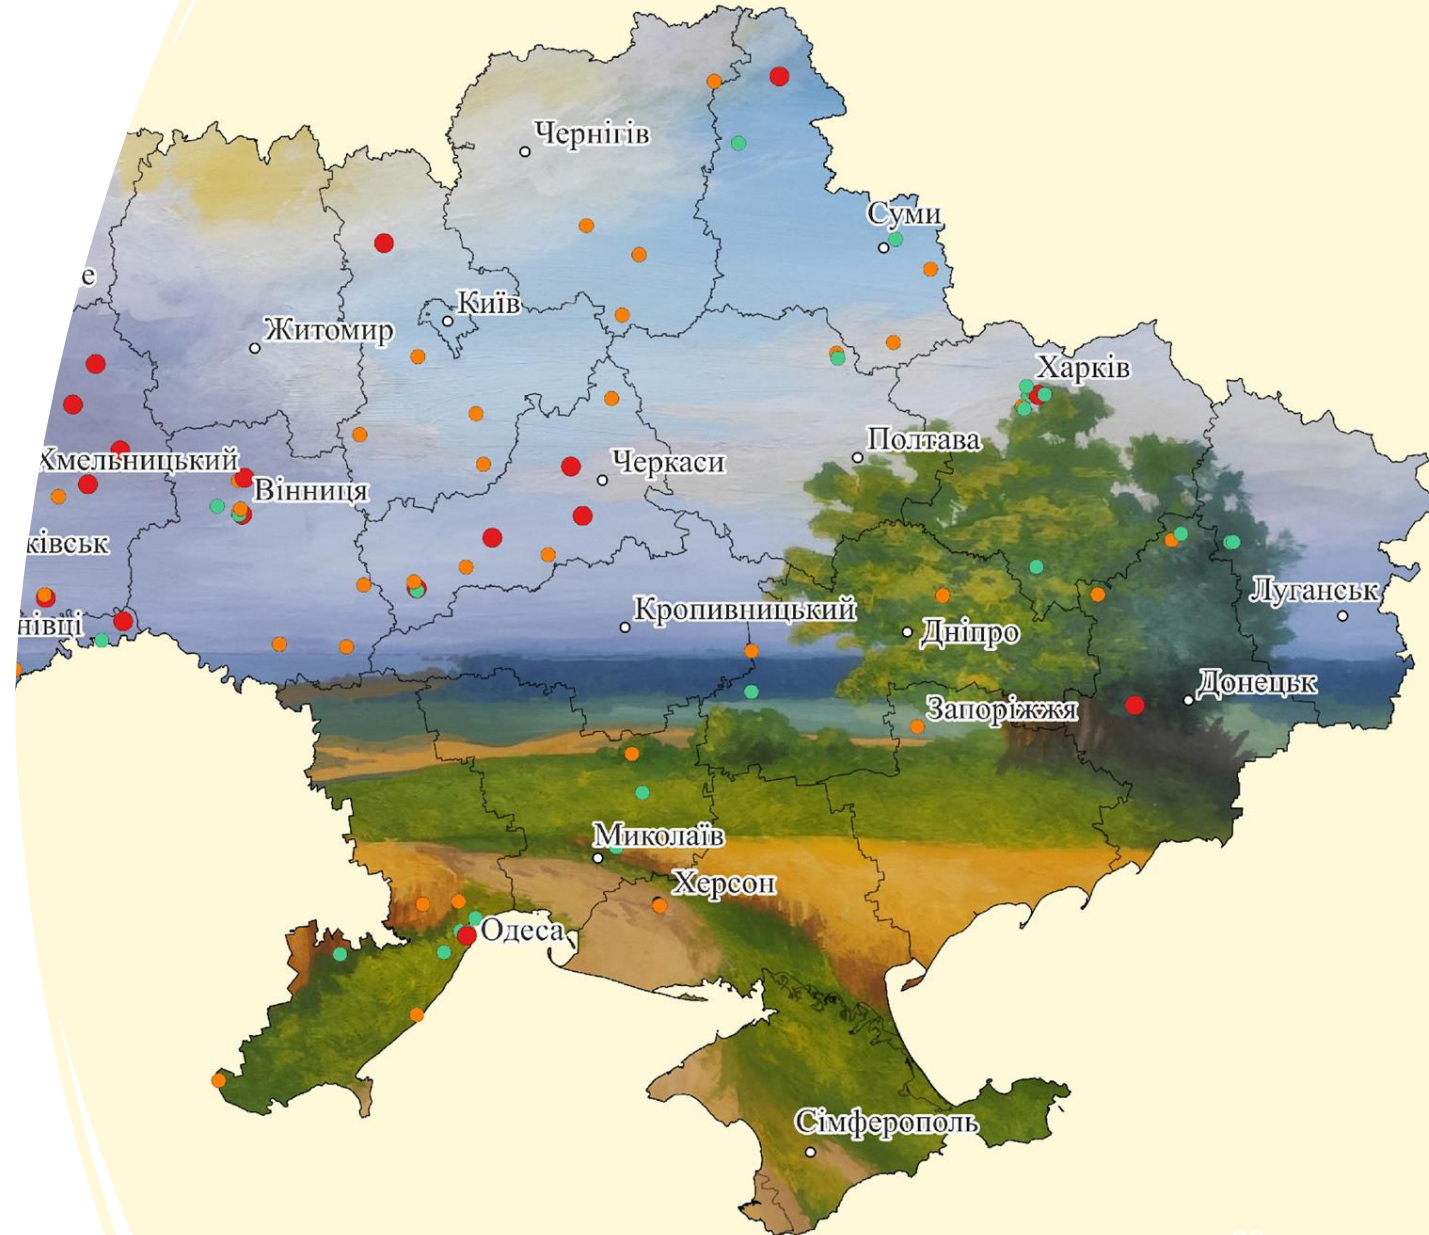 Чернігів
Суми
е
Київ
Житомир
Харків
Полтава
Хмельницький
Черкаси
Вінниця
ківськ
Луганськ
Кропивницький
нівці
Дніпро
Донецьк
Запоріжжя
Миколаїв
Херсон
Одеса
Сімферополь